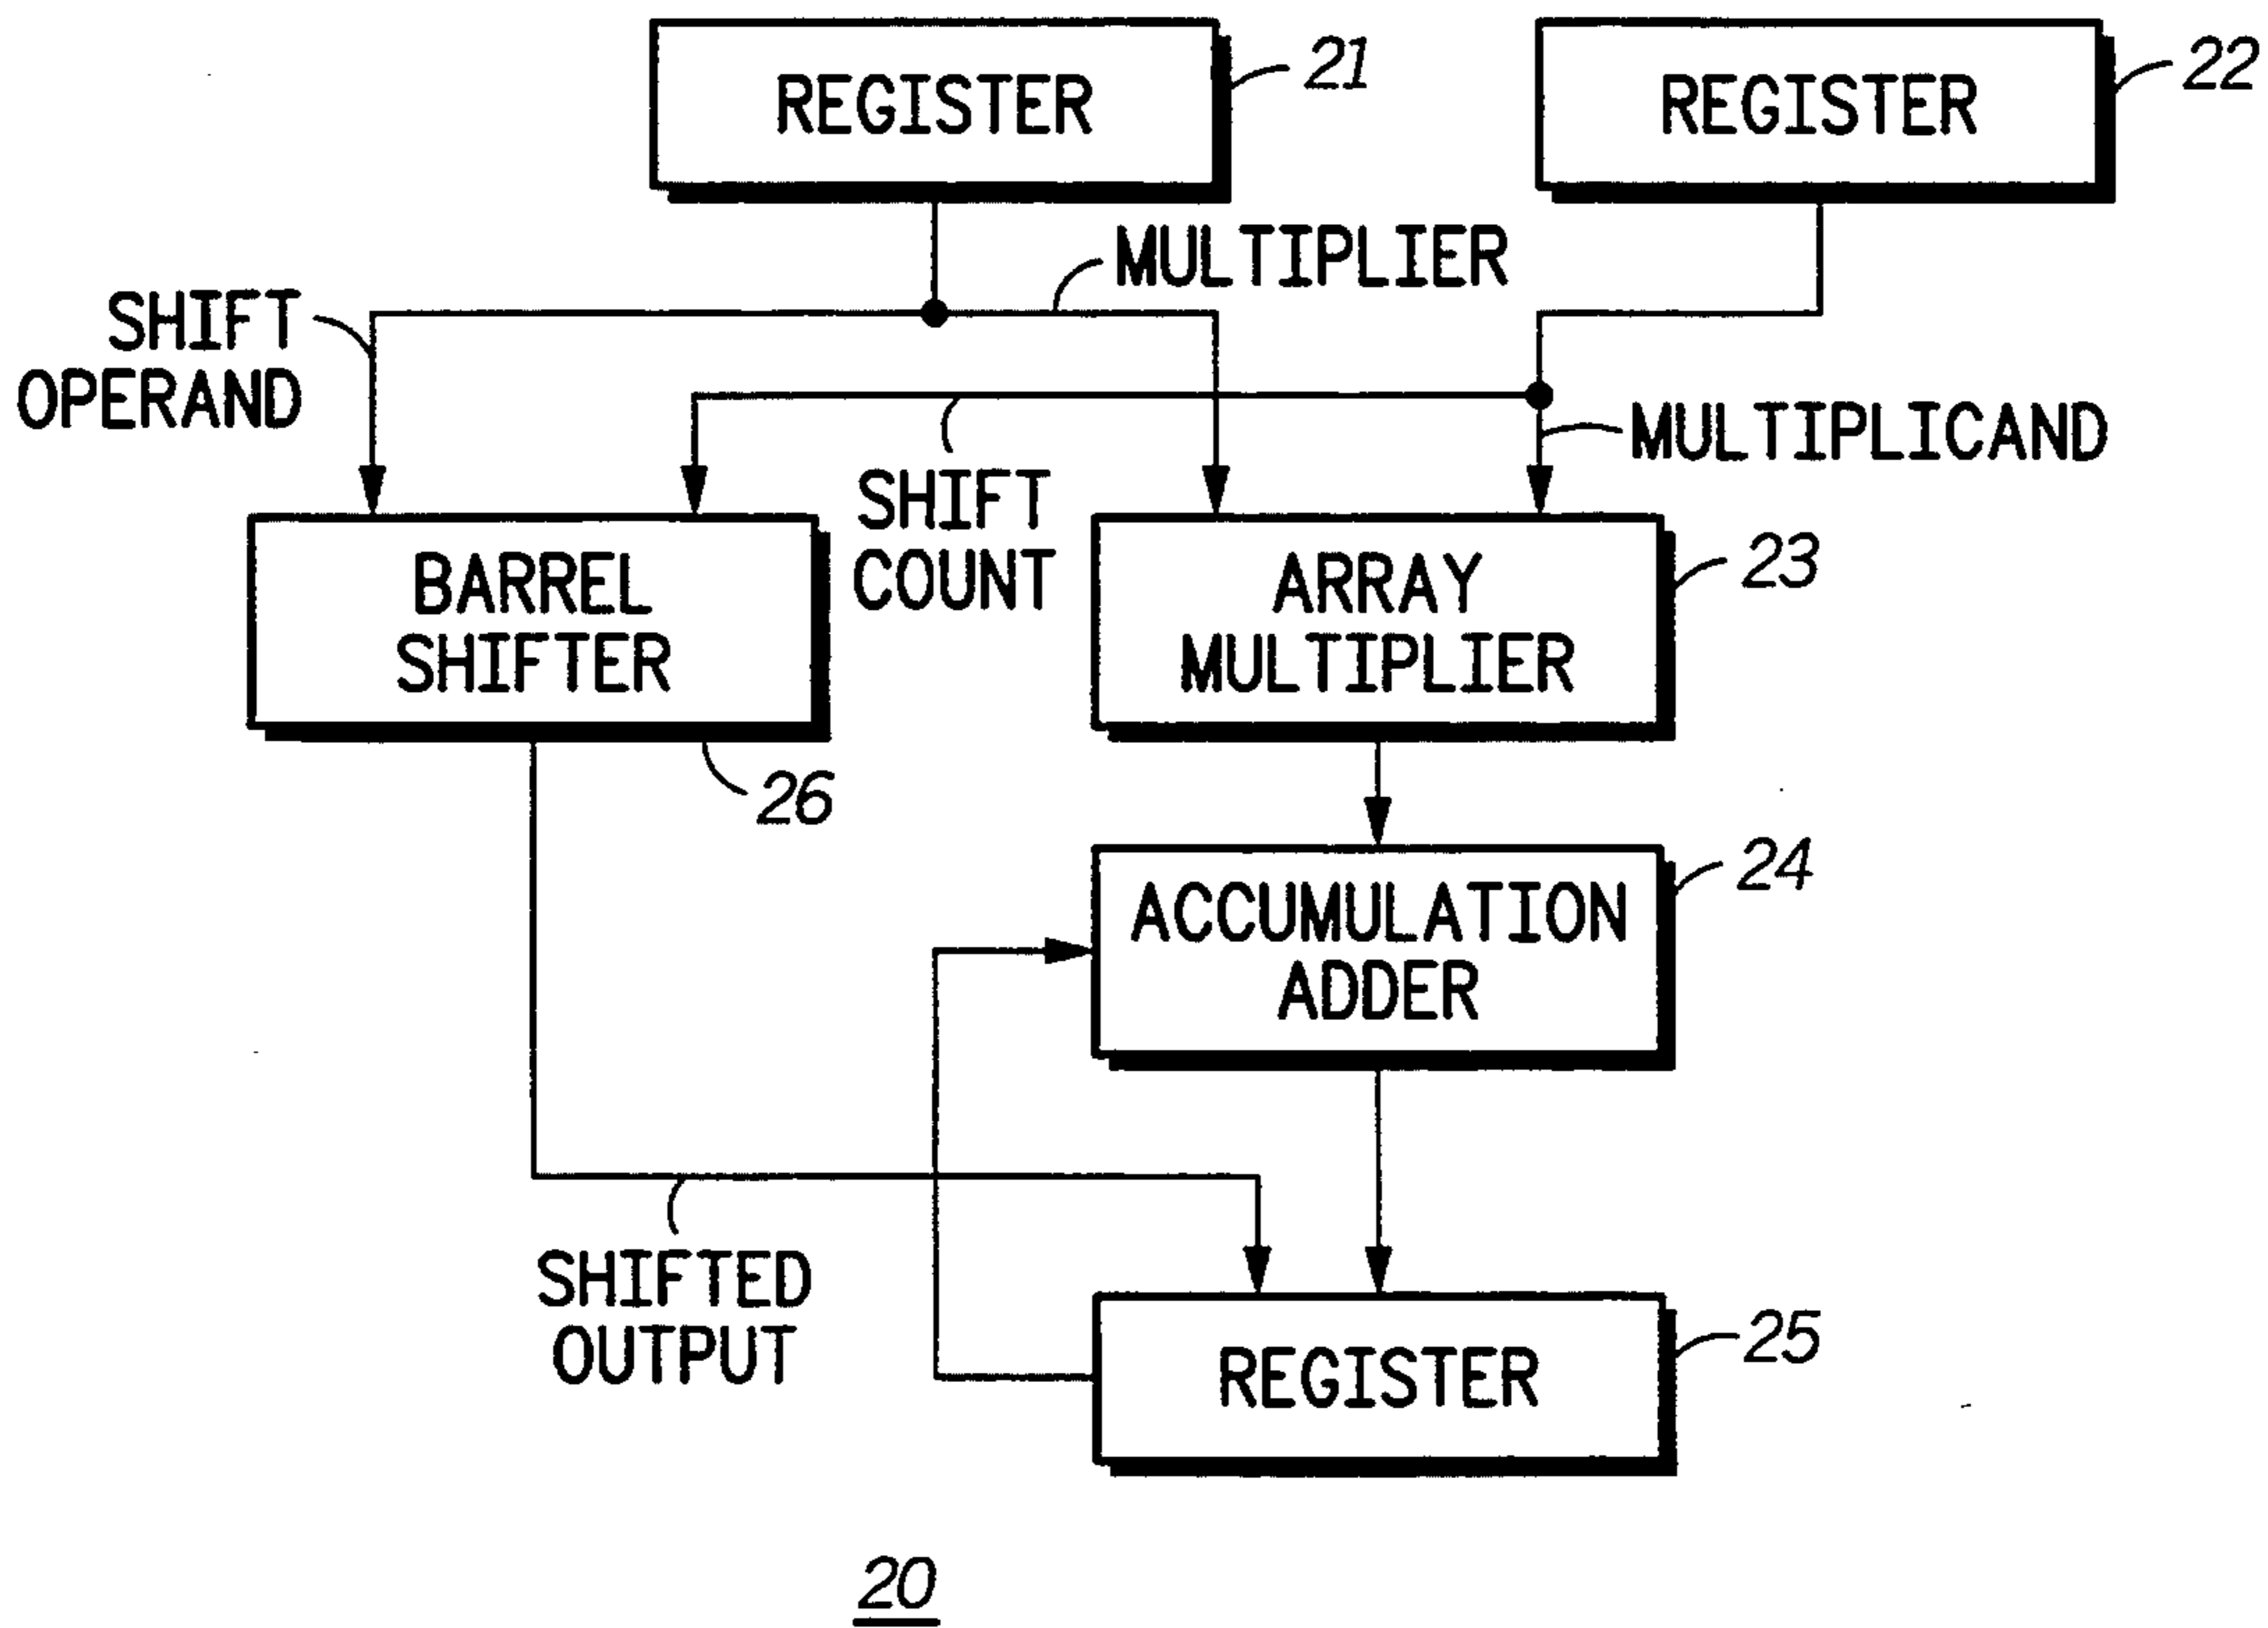 REGISTER
21
REGISTER
22
MULTIPLIER
SHIFT
OPERAND
MULTIPLICAND
SHIFT
COUNT
BARREL
SHIFTER
26
ARRAY
MULTIPLIER
23
ACCUMULATION
ADDER
24
SHIFTED
OUTPUT
REGISTER
25
20